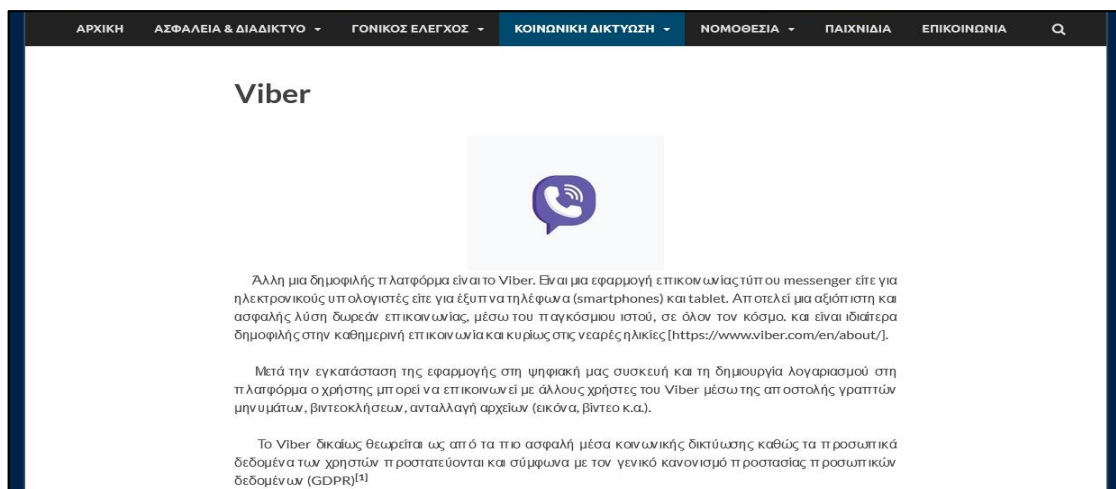 ΑΡΧΙΚΗ ΑΣΦΑΛΕΙΑ & ΔΙΑΔΙΚΤΥΟ ΓΟΝΙΚΟΣ ΕΛΕΓΧΟΣ ΚΟΙΝΩΝΙΚΗ ΔΙΚΤΥΩΣΗ ΝΟΜΟΘΕΣΙΑ ΠΑΙΧΝΙΔΙΑ ΕΠΙΚΟΙΝΩΝΙΑ
Viber
Άλλη μια δημοφιλής πλατφόρμα είναι το Viber. Είναι μια εφαρμογή επικοινωνίας τύπου messenger είτε για
ηλεκτρονικούς υπολογιστές είτε για έξυπνα τηλέφωνα (smartphones) και tablet. Αποτελεί μια αξιόπιστη και
ασφαλής λύση δωρεάν επικοινωνίας, μέσω του παγκόσμιου ιστού, σε όλον τον κόσμο. και είναι ιδιαίτερα
δημοφιλής στην καθημερινή επικοινωνία και κυρίως στις νεαρές ηλικίες [https://www.viber.com/en/about/].
Μετά την εγκατάσταση της εφαρμογής στη ψηφιακή μας συσκευή και τη δημιουργία λογαριασμού στη
πλατφόρμα ο χρήστης μπορεί να επικοινωνεί με άλλους χρήστες του Viber μέσω της αποστολής γραπτών
μηνυμάτων, βιντεοκλήσεων, ανταλλαγή αρχείων (εικόνα, βίντεο κ.α.).
Το Viber δικαίως θεωρείται ως από τα πιο ασφαλή μέσα κοινωνικής δικτύωσης καθώς τα προσωπικά
δεδομένα των χρηστών προστατεύονται και σύμφωνα με τον γενικό κανονισμό προστασίας προσωπικών
δεδομένων (GDPR)[1]